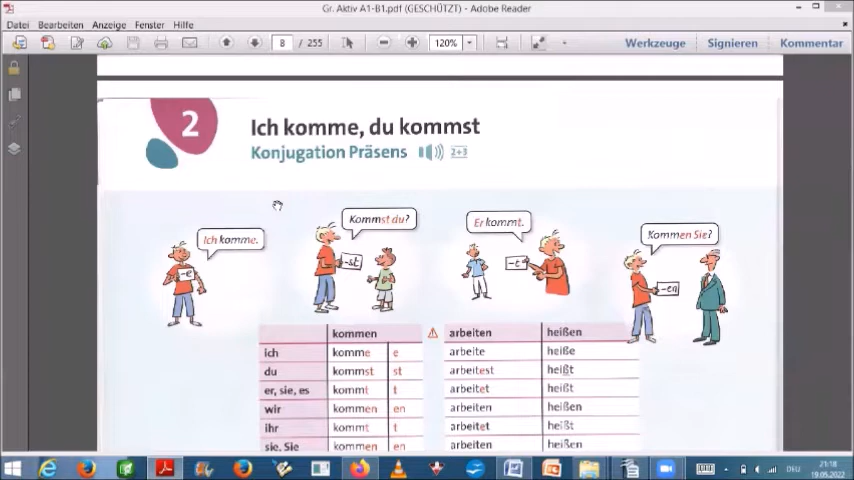 Gr. Aktiv A1-B1.pdf (GESCHÜTZT) - Adobe Reader
Datei Bearbeiten Anzeige Fenster Hilfe
8 / 255 120% Werkzeuge Signieren Kommentar
2
Ich komme, du kommst
Konjugation Präsens 2+3
Ich komme.
Kommst du?
Er kommt.
Kommen Sie?
-e
-st
-t
-en
kommen arbeiten heißen
ich komme e arbeite heiße
du kommst st arbeitest heißt
er, sie, es kommt t arbeitet heißt
wir kommen en arbeiten heißen
ihr kommt t arbeitet heißt
sie, Sie kommen en arbeiten heißen
DEU
21:18
19.05.2022